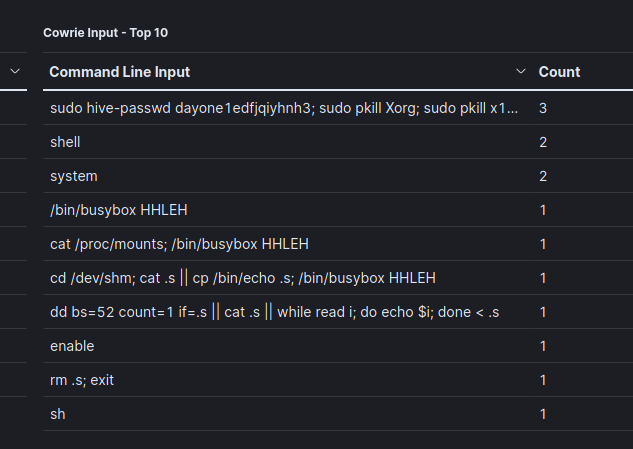 Cowrie Input - Top 10
Command Line Input Count
sudo hive-passwd dayone1edfjqiyhnh3; sudo pkill Xorg; sudo pkill x1... 3
shell 2
system 2
/bin/busybox HHLEH 1
cat /proc/mounts; /bin/busybox HHLEH 1
cd /dev/shm; cat .s || cp /bin/echo .s; /bin/busybox HHLEH 1
dd bs=52 count=1 if=.s || cat .s || while read i; do echo $i; done < .s 1
enable 1
rm .s; exit 1
sh 1